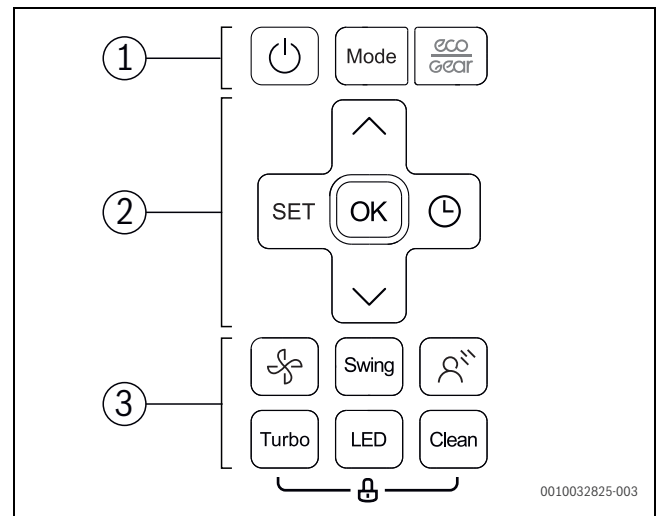 1
Mode
eco
Gear
2
SET
OK
3
Swing
Turbo
LED
Clean
0010032825-003